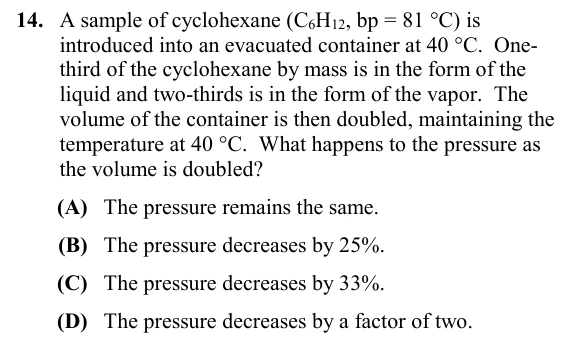 14. A sample of cyclohexane (C₆H₁₂, bp = 81 °C) is
introduced into an evacuated container at 40 °C. One-
third of the cyclohexane by mass is in the form of the
liquid and two-thirds is in the form of the vapor. The
volume of the container is then doubled, maintaining the
temperature at 40 °C. What happens to the pressure as
the volume is doubled?
(A) The pressure remains the same.
(B) The pressure decreases by 25%.
(C) The pressure decreases by 33%.
(D) The pressure decreases by a factor of two.